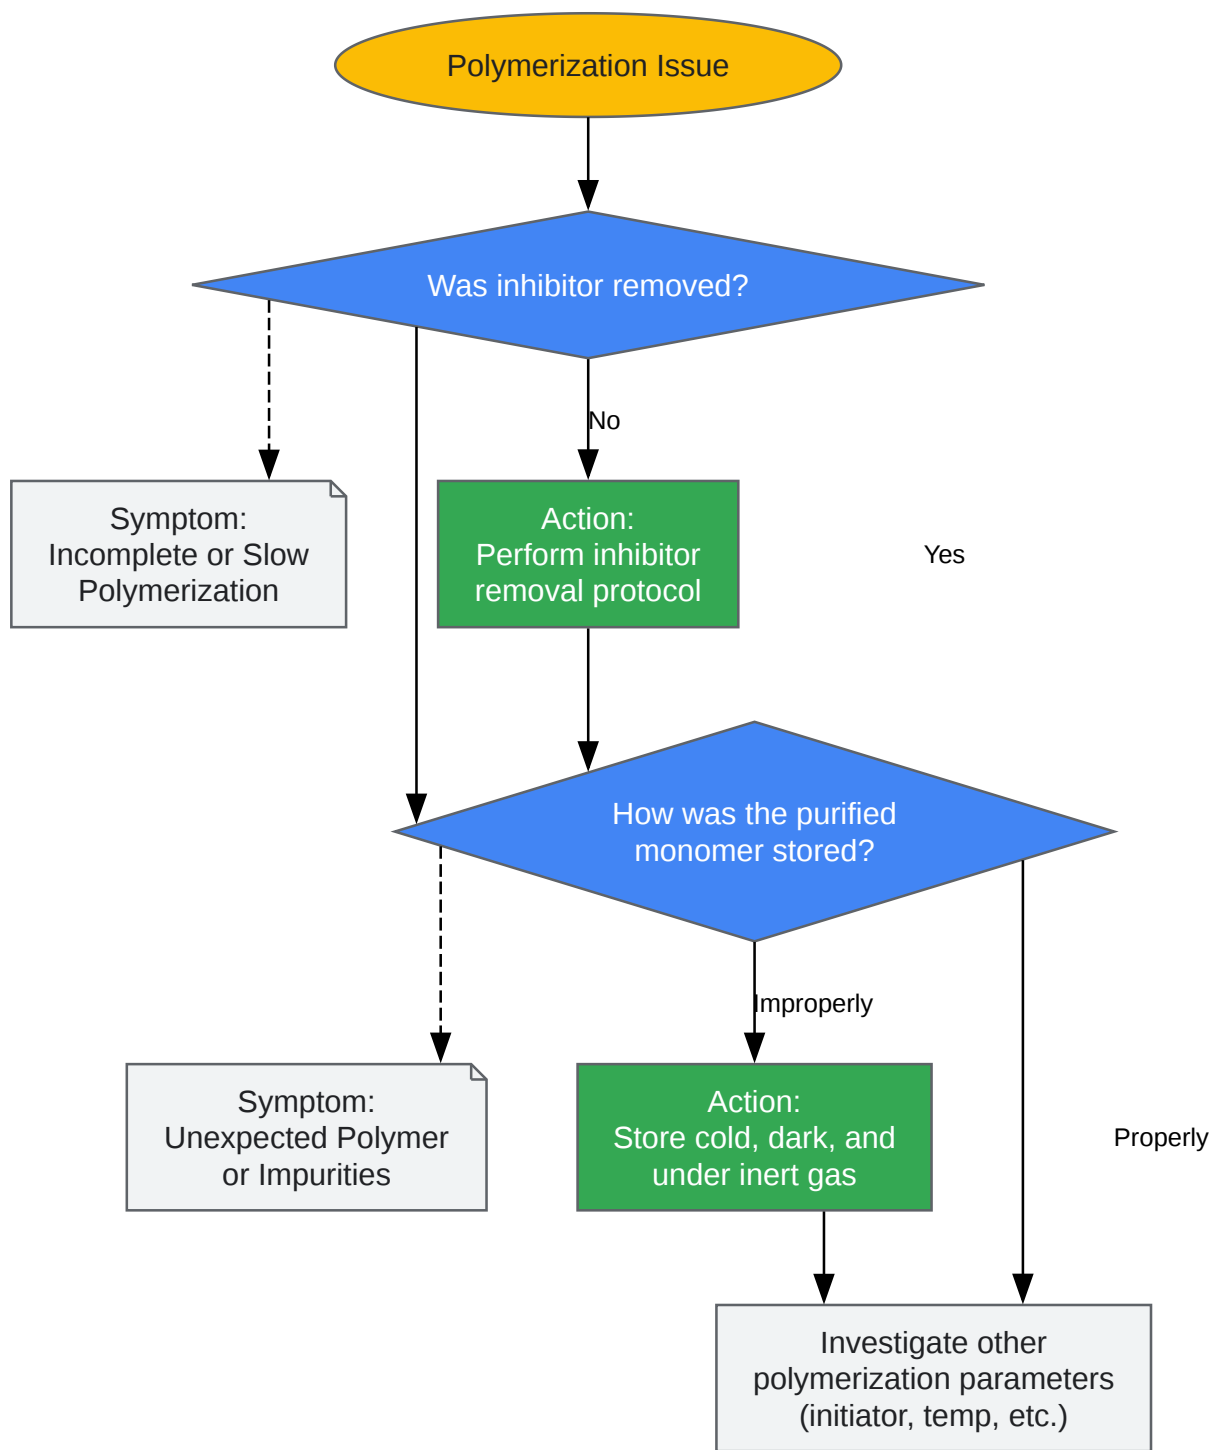 Polymerization Issue
Was inhibitor removed?
No
Symptom:
Incomplete or Slow
Polymerization
Action:
Perform inhibitor
removal protocol
Yes
How was the purified
monomer stored?
Improperly
Symptom:
Unexpected Polymer
or Impurities
Action:
Store cold, dark, and
under inert gas
Properly
Investigate other
polymerization parameters
(initiator, temp, etc.)